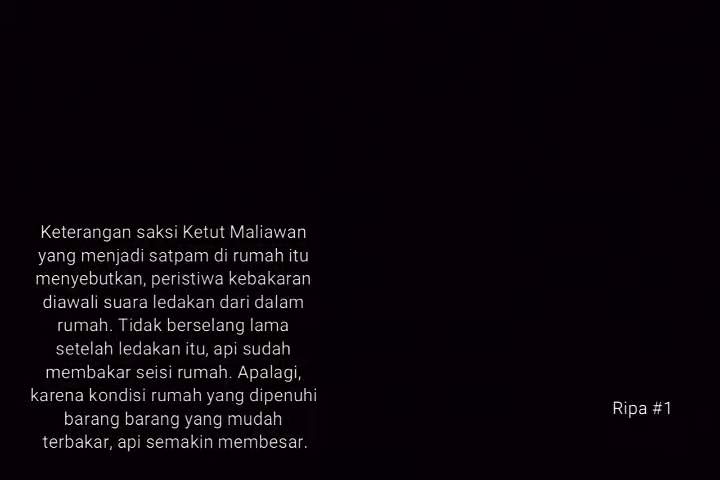 Keterangan saksi Ketut Maliawan
yang menjadi satpam di rumah itu
menyebutkan, peristiwa kebakaran
diawali suara ledakan dari dalam
rumah. Tidak berselang lama
setelah ledakan itu, api sudah
membakar seisi rumah. Apalagi,
karena kondisi rumah yang dipenuhi
barang barang yang mudah
terbakar, api semakin membesar.
Ripa #1